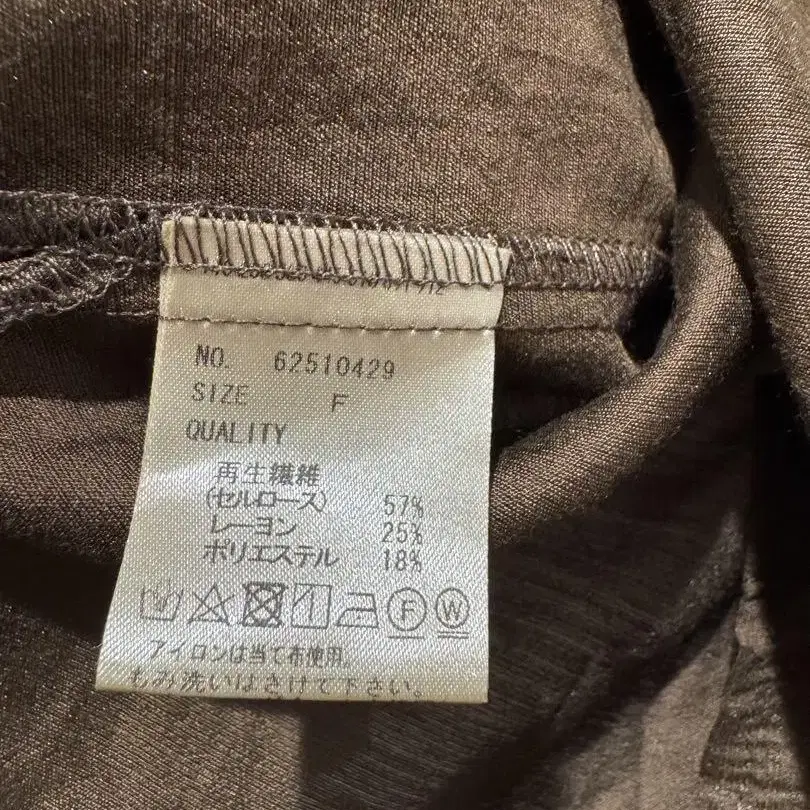 NO. 62510429
SIZE F
QUALITY
再生繊維
(セルロース) 57%
レーヨン 25%
ポリエステル 18%
F W
アイロンは当て布使用。
もみ洗いはさけて下さい。